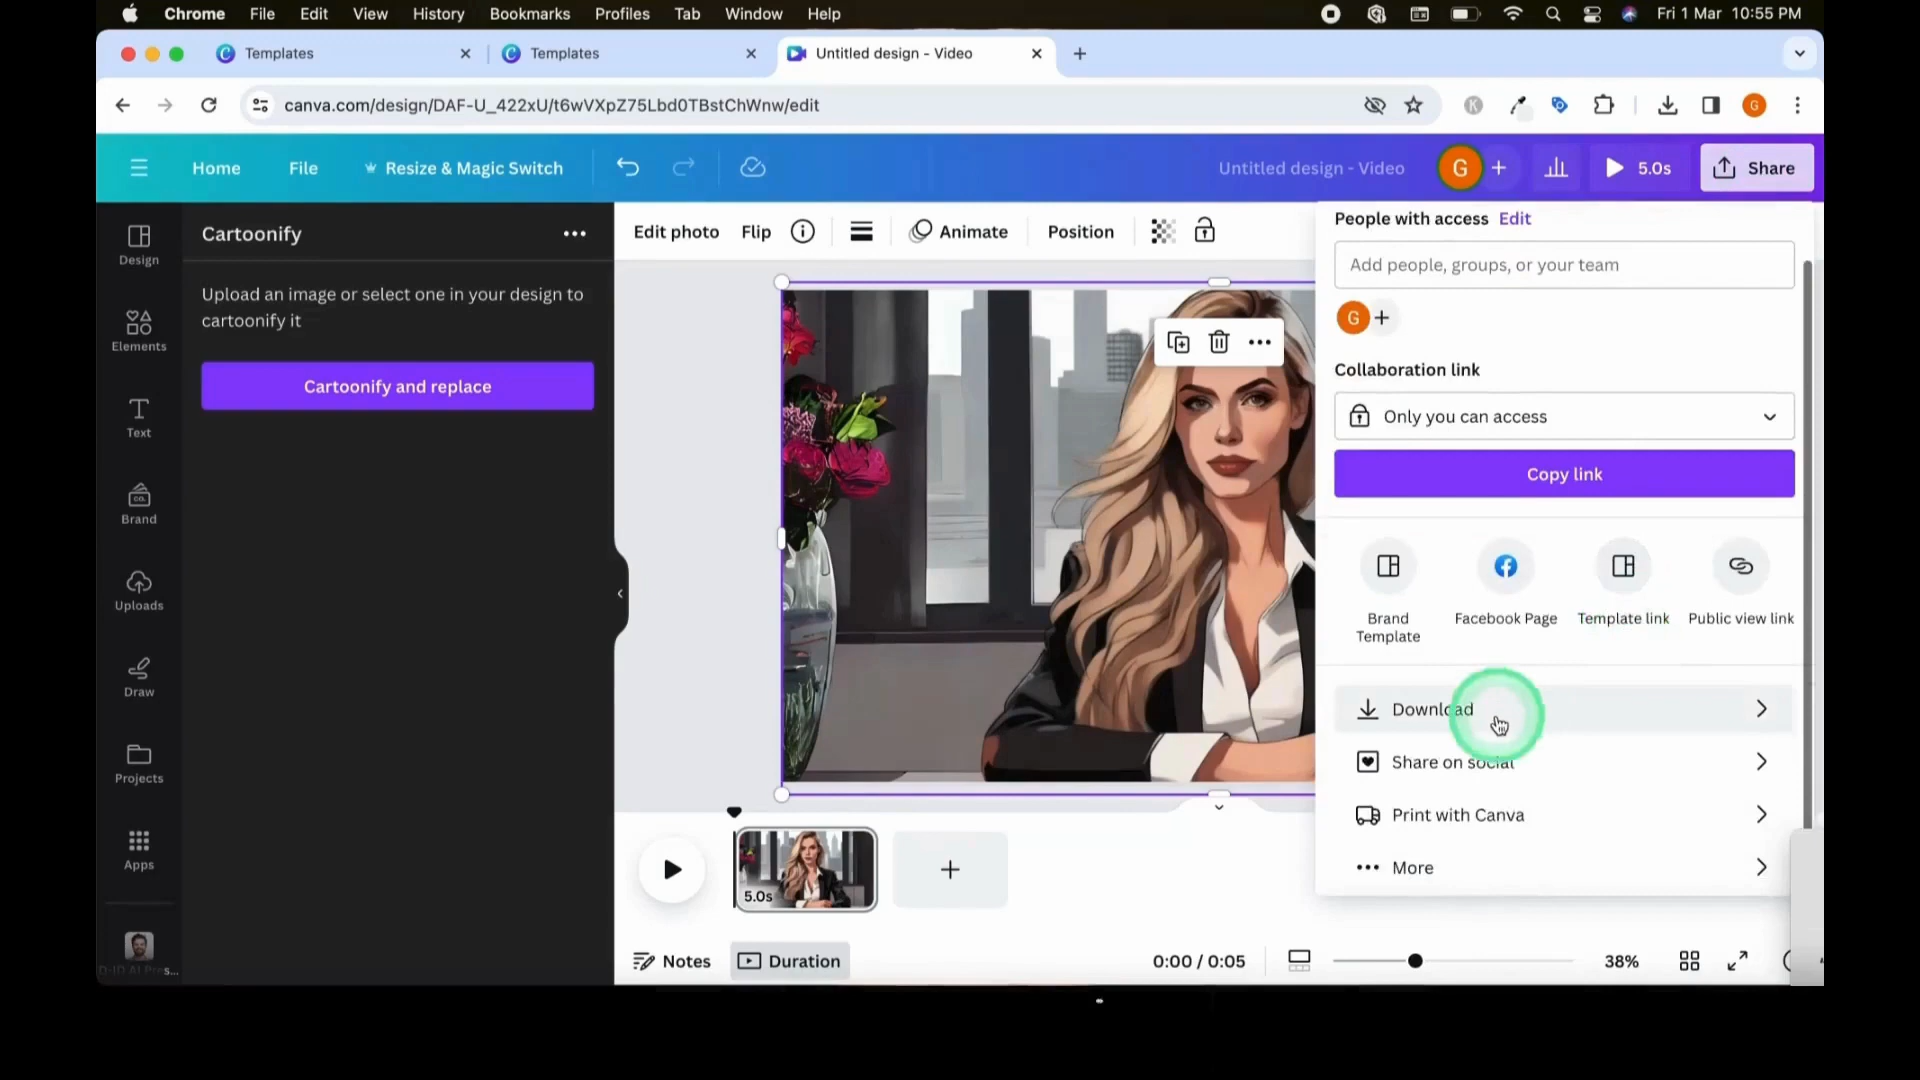 Chrome File Edit View History Bookmarks Profiles Tab Window Help Fri 1 Mar 10:55 PM
Templates Templates Untitled design - Video
canva.com/design/DAF-U_422xU/t6wVXpZ75Lbd0TBstChWnw/edit K G
Home File Resize & Magic Switch Untitled design - Video G 5.0s Share
Design
Elements
Text
CO.
Brand
Uploads
Draw
Projects
Apps
D-ID AI Pres...
Cartoonify
Upload an image or select one in your design to
cartoonify it
Cartoonify and replace
Edit photo Flip Animate Position
People with access Edit
Add people, groups, or your team
G
Collaboration link
Only you can access
Copy link
Brand
Template
Facebook Page
Template link
Public view link
Download
Share on social
Print with Canva
More
5.0s
Notes Duration 0:00 / 0:05 38%